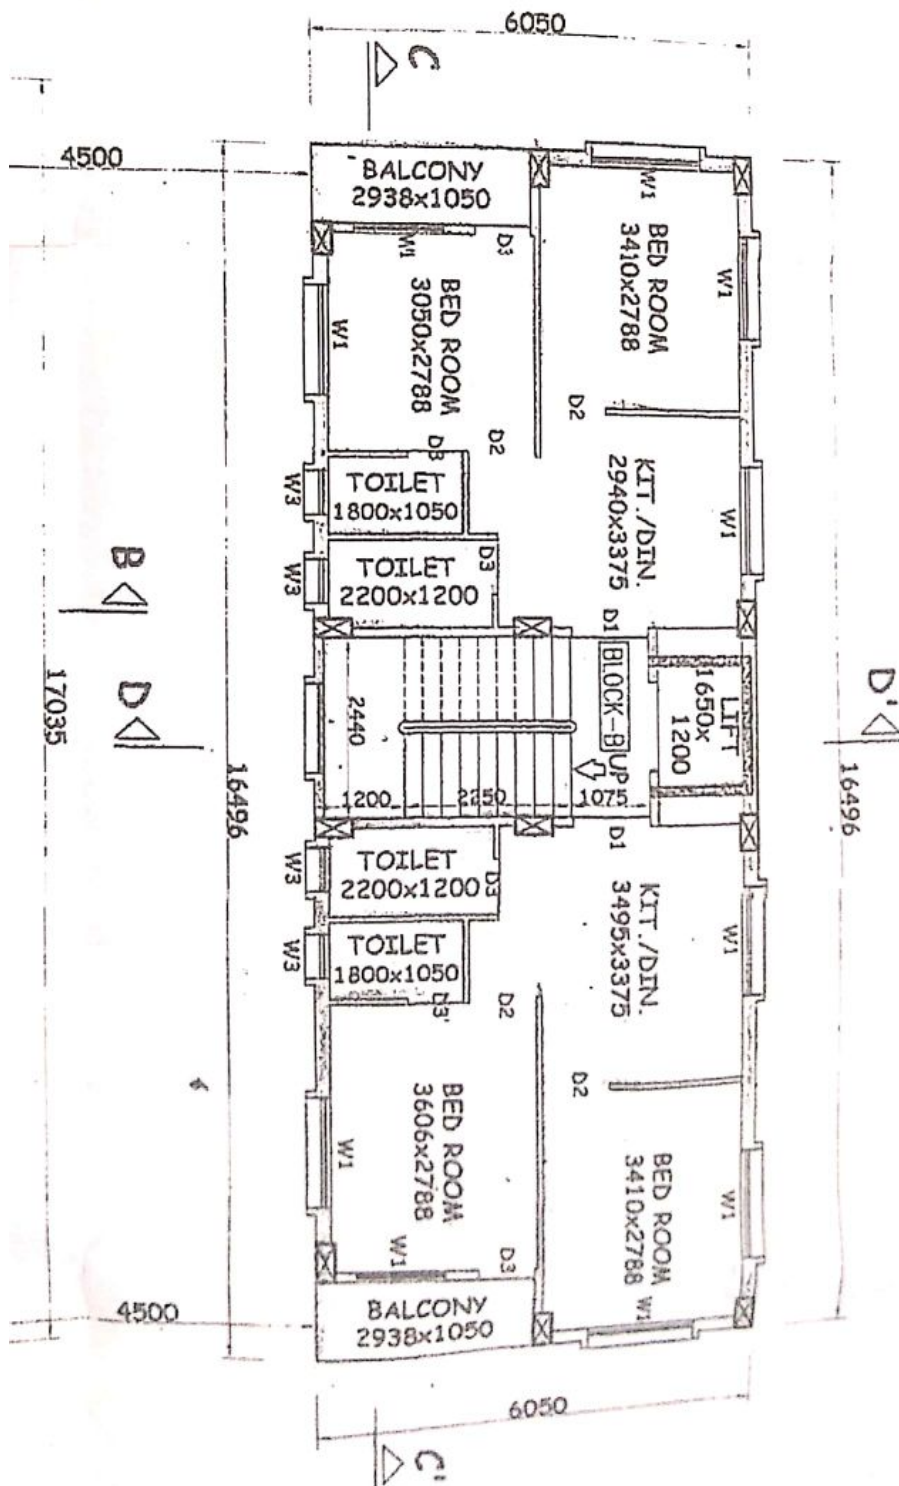 6050
C
4500
BALCONY
2938x1050
W1
BED ROOM
3410x2788
W1
W1
D3
BED ROOM
3050x2788
W1
D2
D2
D3
KIT./DIN.
2940x3375
W1
TOILET
1800x1050
W3
TOILET
2200x1200
D3
W3
B
D1
BLOCK-B
UP
LIFT
1650x
1200
D'
D
2440
1200
1075
17035
16496
16496
D1
TOILET
2200x1200
D3
W3
KIT./DIN.
3495x3375
W1
TOILET
1800x1050
W3
D3'
D2
D2
BED ROOM
3606x2788
W1
BED ROOM
3410x2788
W1
W1
D3
W1
BALCONY
2938x1050
4500
6050
C'